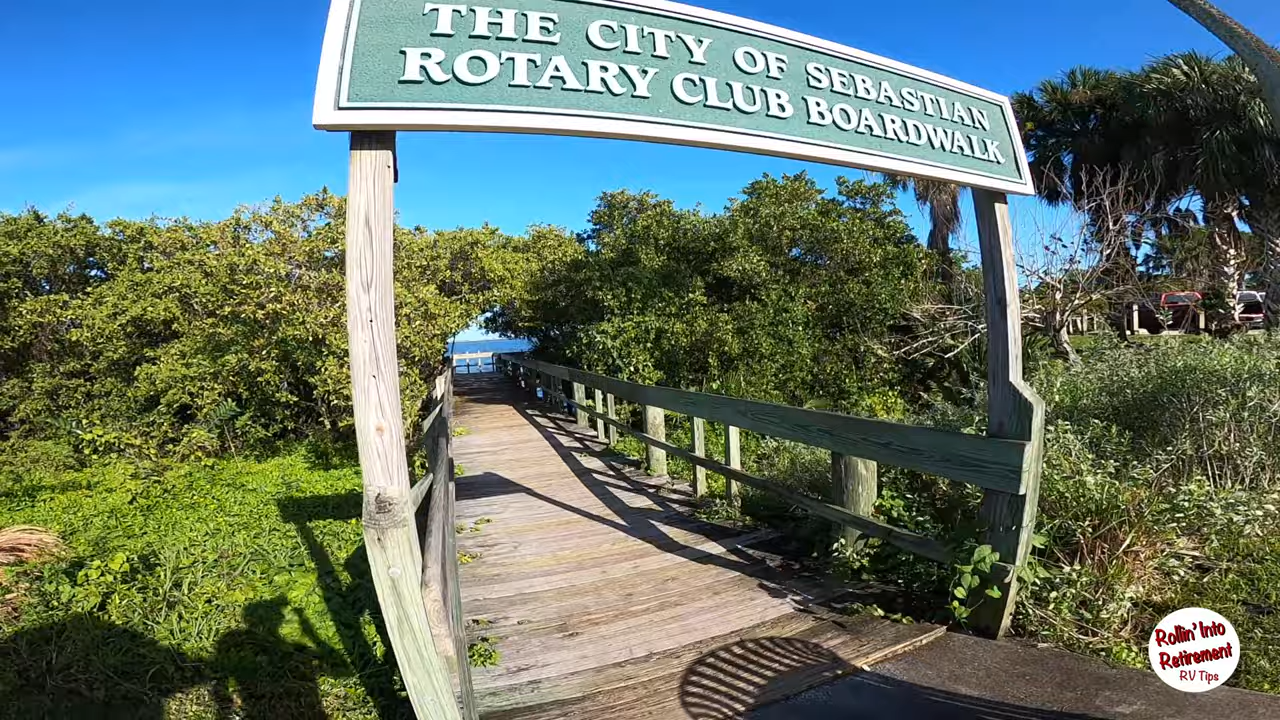 THE CITY OF SEBASTIAN
ROTARY CLUB BOARDWALK
Rollin' Into
Retirement
RV Tips